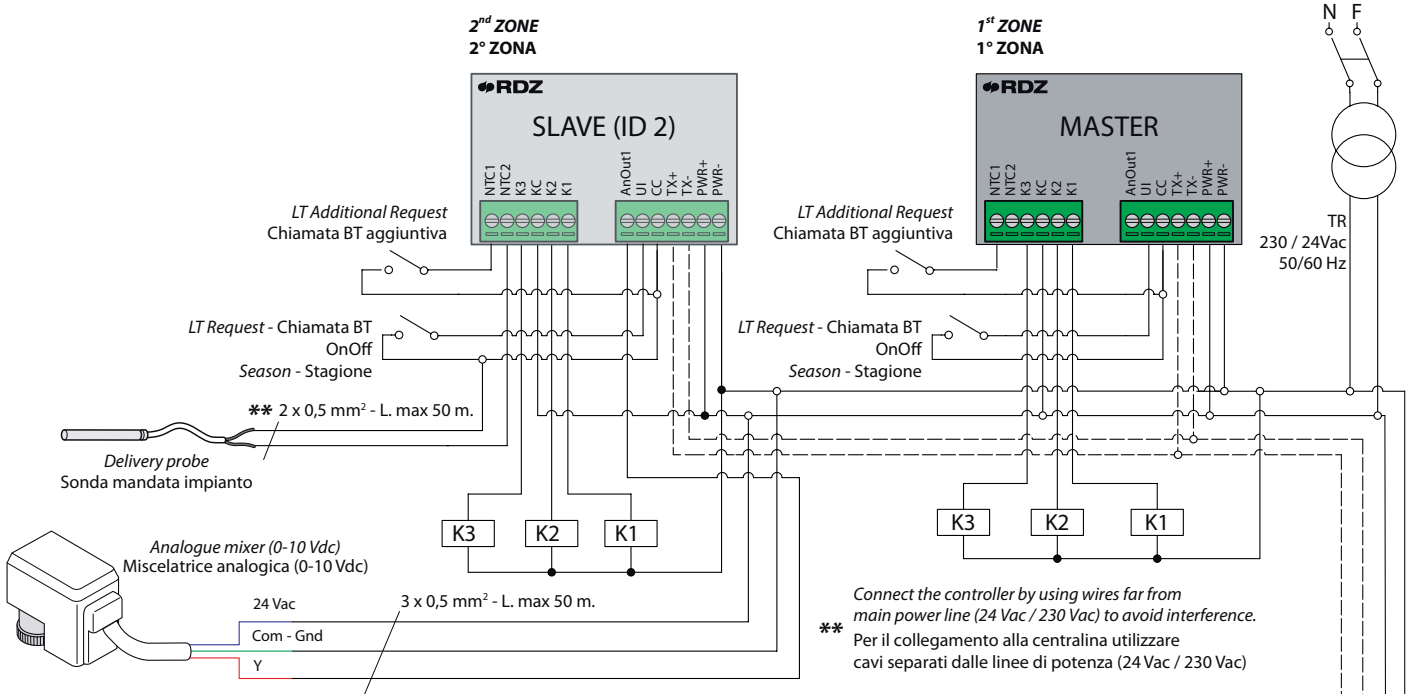 2nd ZONE
2° ZONA
1st ZONE
1° ZONA
N F
RDZ
SLAVE (ID 2)
NTC1
NTC2
K3
KC
K2
K1
AnOut1
UI
CC
TX+
TX-
PWR+
PWR-
RDZ
MASTER
NTC1
NTC2
K3
KC
K2
K1
AnOut1
UI
CC
TX+
TX-
PWR+
PWR-
LT Additional Request
Chiamata BT aggiuntiva
LT Additional Request
Chiamata BT aggiuntiva
TR
230 / 24Vac
50/60 Hz
LT Request - Chiamata BT
OnOff
Season - Stagione
LT Request - Chiamata BT
OnOff
Season - Stagione
** 2 x 0,5 mm² - L. max 50 m.
Delivery probe
Sonda mandata impianto
K3
K2
K1
K3
K2
K1
Analogue mixer (0-10 Vdc)
Miscelatrice analogica (0-10 Vdc)
24 Vac
3 x 0,5 mm² - L. max 50 m.
Com - Gnd
Y
Connect the controller by using wires far from
main power line (24 Vac / 230 Vac) to avoid interference.
**
Per il collegamento alla centralina utilizzare
cavi separati dalle linee di potenza (24 Vac / 230 Vac)